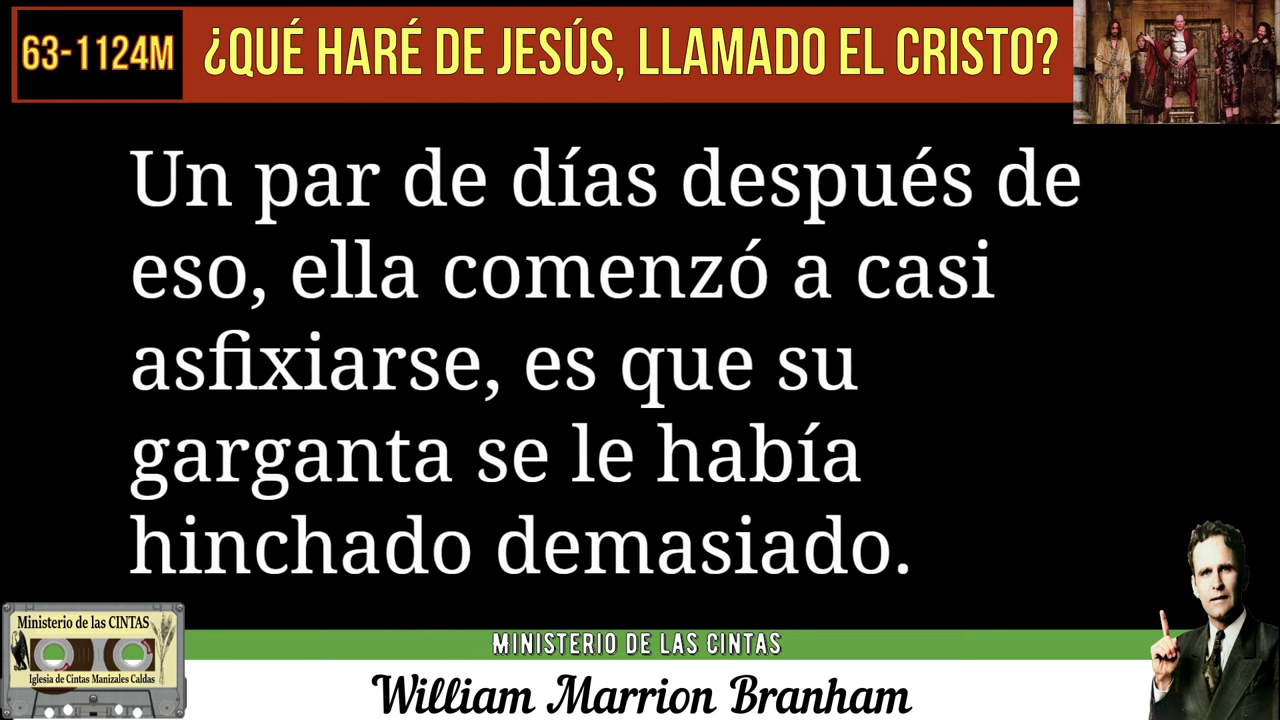 63-1124M
¿QUÉ HARÉ DE JESÚS, LLAMADO EL CRISTO?
Un par de días después de
eso, ella comenzó a casi
asfixiarse, es que su
garganta se le había
hinchado demasiado.
Ministerio de las CINTAS
Iglesia de Cintas Manizales Caldas
MINISTERIO DE LAS CINTAS
William Marrion Branham